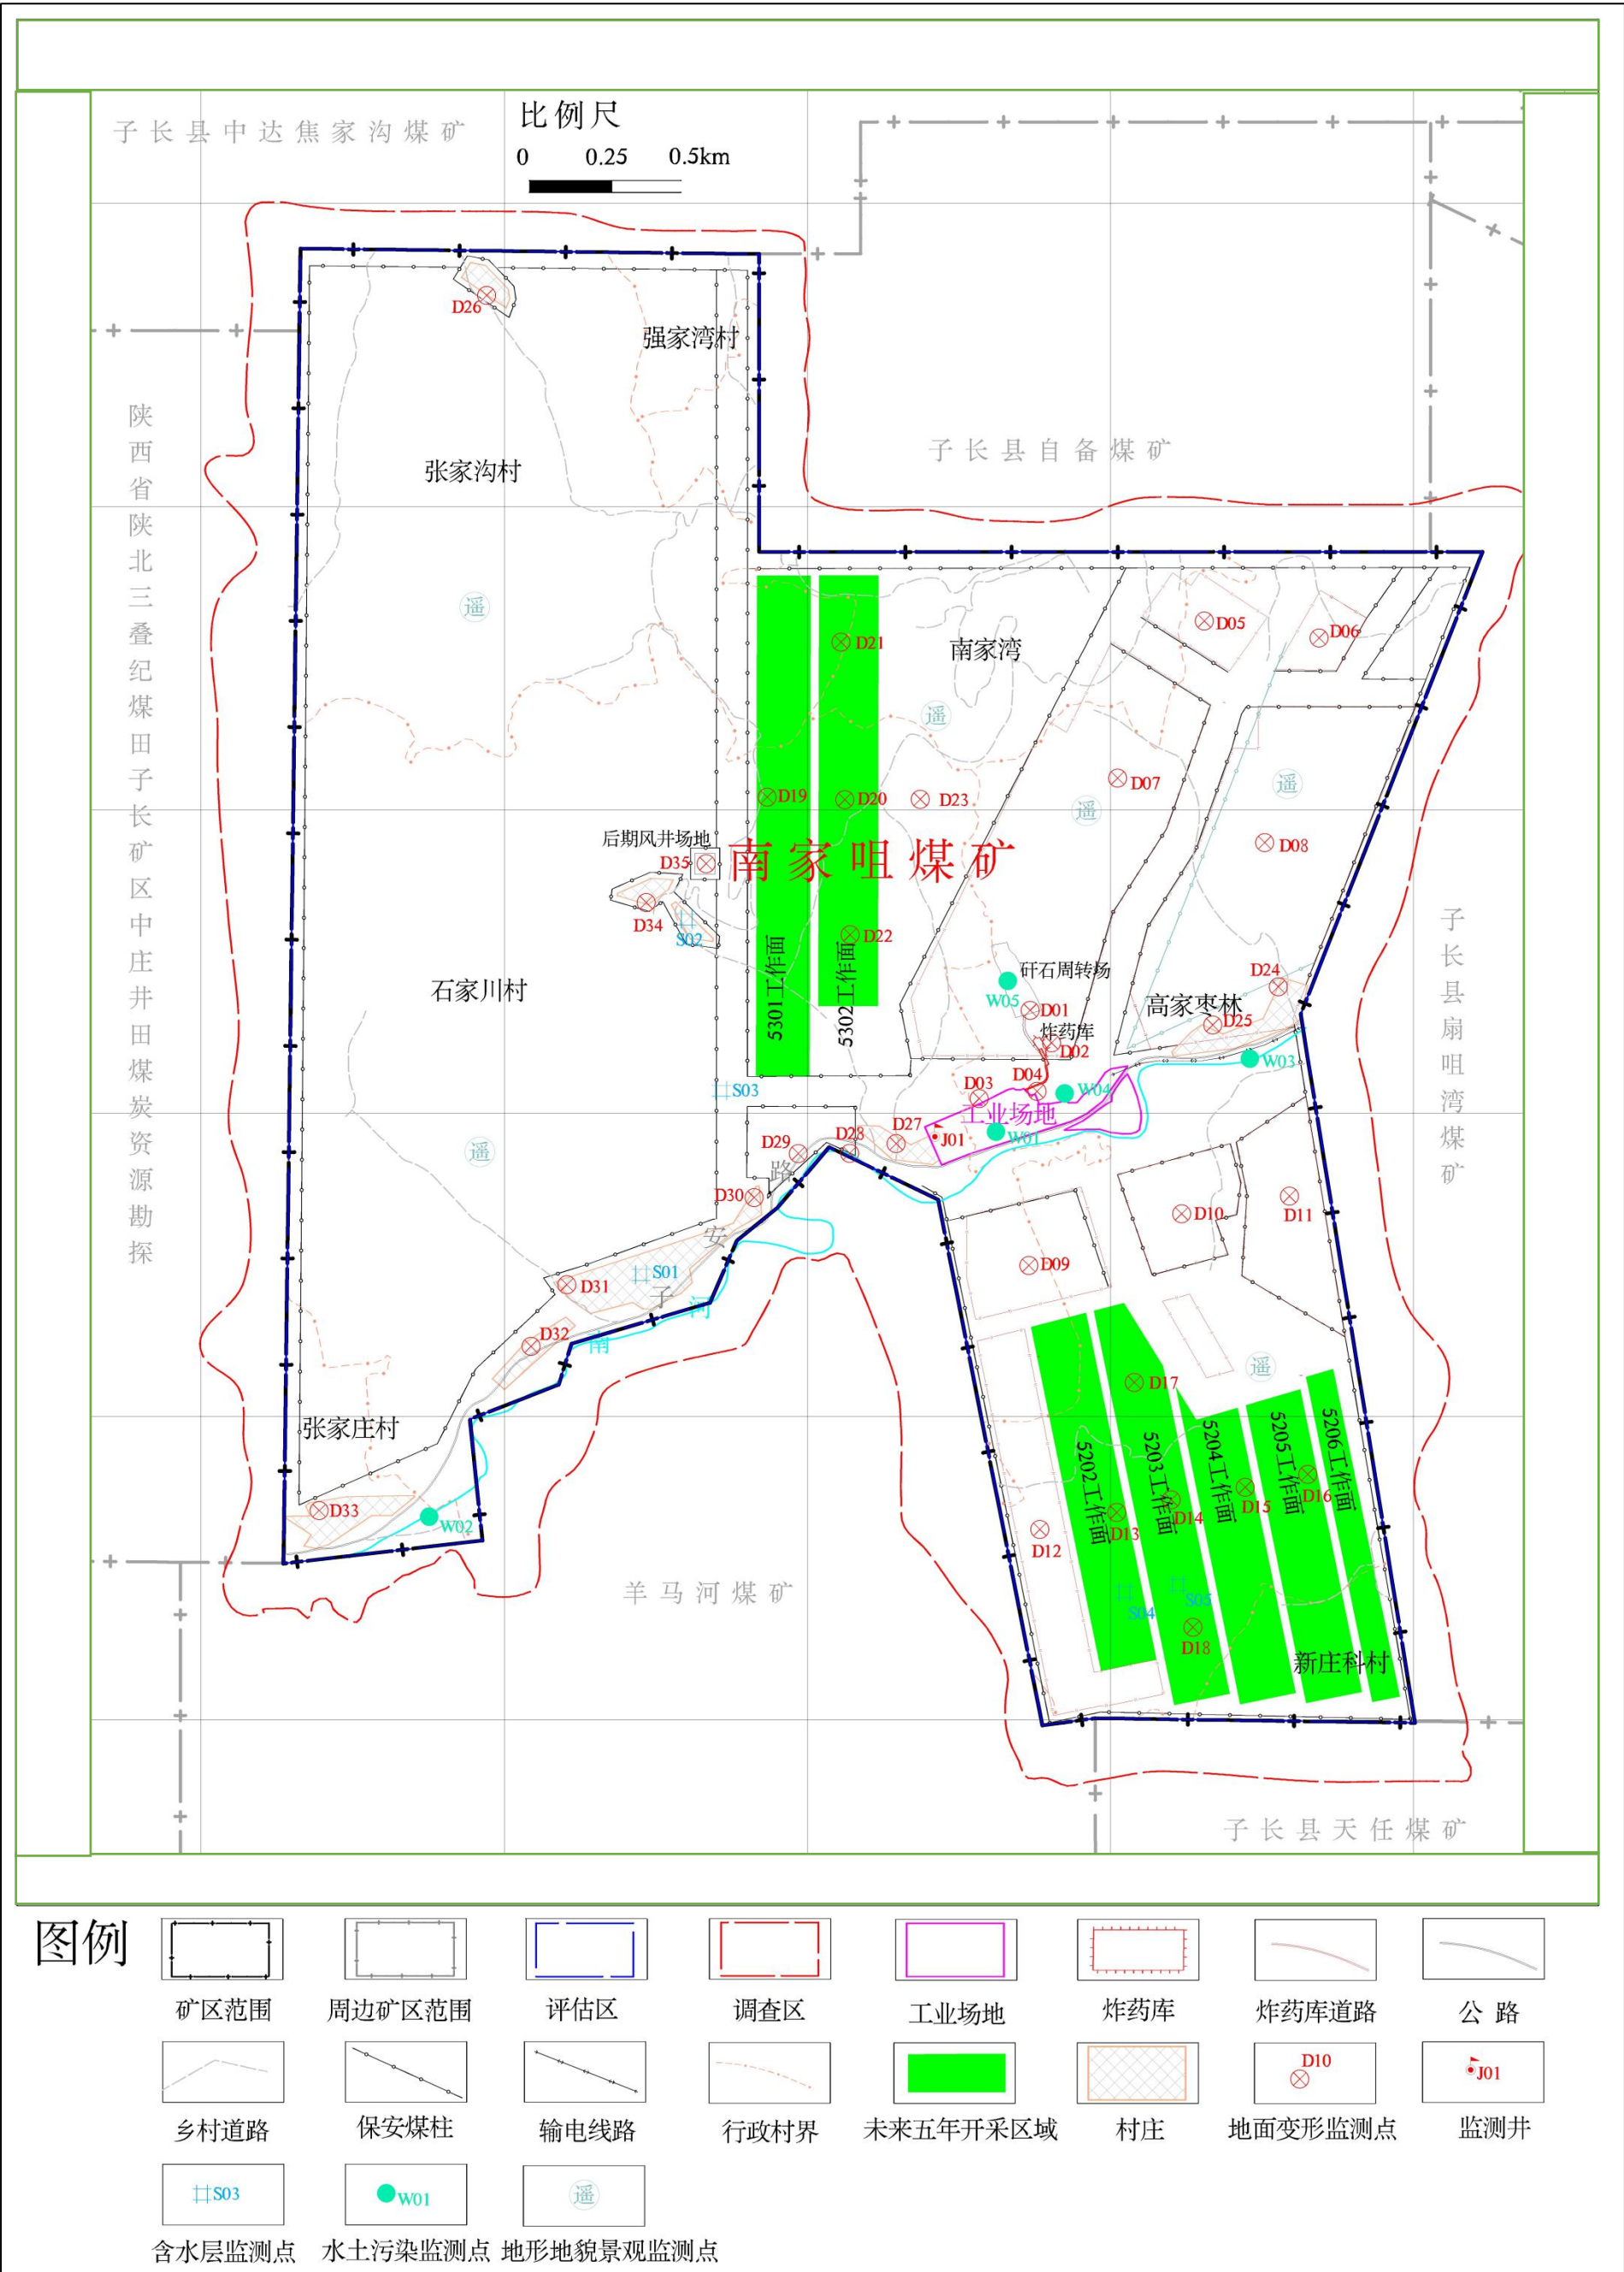 子长县中达焦家沟煤矿
比例尺
0 0.25 0.5km
D26
强家湾村
陕西省陕北三叠纪煤田子长矿区中庄井田煤炭资源勘探
张家沟村
子长县自备煤矿
遥
D21
南家湾
D05
D06
遥
D19
D20
D23
D07
遥
遥
后期风井场地
D35
南家咀煤矿
D08
D34
S02
D22
石家川村
5301工作面
5302工作面
矸石周转场
W05
D01
炸药库
D02
D24
高家枣林
D25
子长县扇咀湾煤矿
W03
S03
D03
D04
W04
工业场地
D27
J01
W01
D28
D29
路
遥
D30
D10
D11
安
S01
D31
子
河
D09
D32
南
遥
D17
张家庄村
5202工作面
5203工作面
5204工作面
5205工作面
5206工作面
D33
W02
D12
D13
D14
D15
D16
羊马河煤矿
S04
S05
D18
新庄科村
子长县天任煤矿
图例
矿区范围
周边矿区范围
评估区
调查区
工业场地
炸药库
炸药库道路
公 路
D10
J01
乡村道路
保安煤柱
输电线路
行政村界
未来五年开采区域
村庄
地面变形监测点
监测井
S03
W01
遥
含水层监测点
水土污染监测点
地形地貌景观监测点